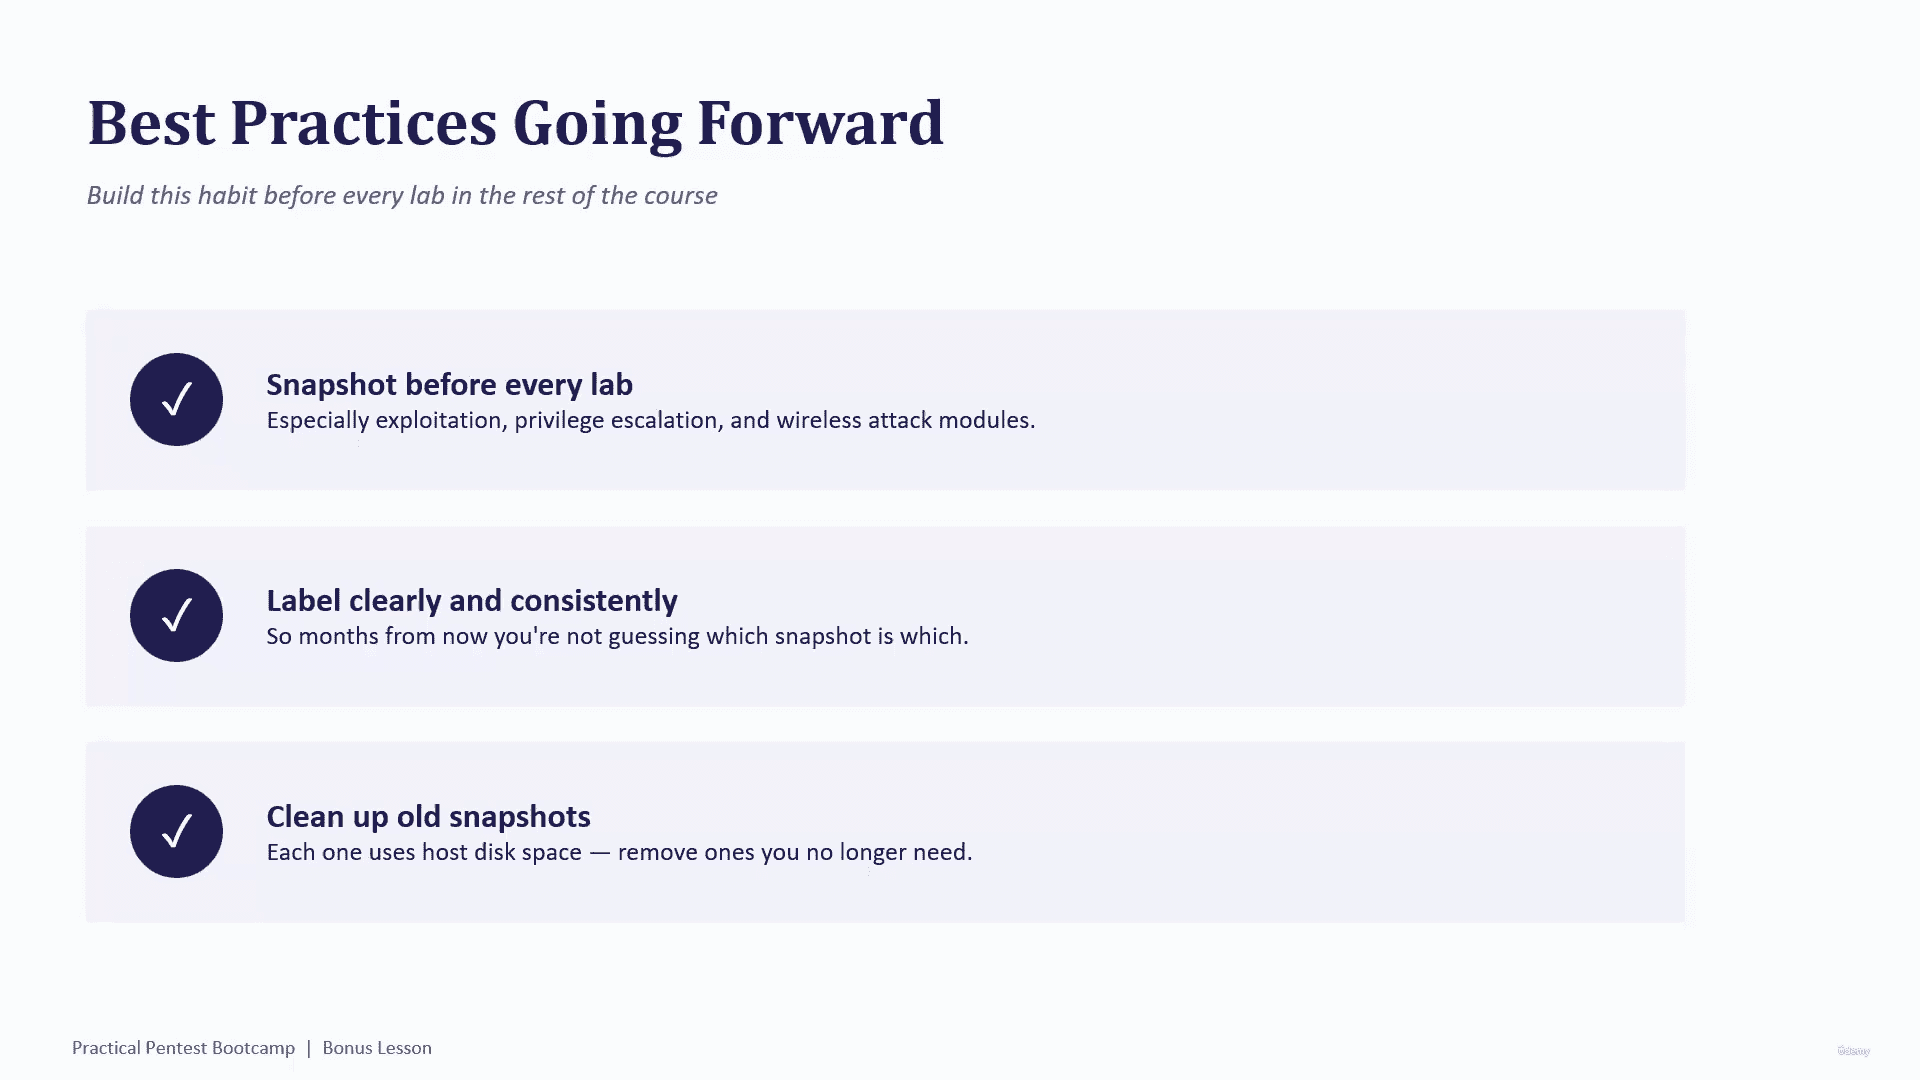 Best Practices Going Forward
Build this habit before every lab in the rest of the course
✓
Snapshot before every lab
Especially exploitation, privilege escalation, and wireless attack modules.
✓
Label clearly and consistently
So months from now you're not guessing which snapshot is which.
✓
Clean up old snapshots
Each one uses host disk space — remove ones you no longer need.
Practical Pentest Bootcamp | Bonus Lesson
ûdemy